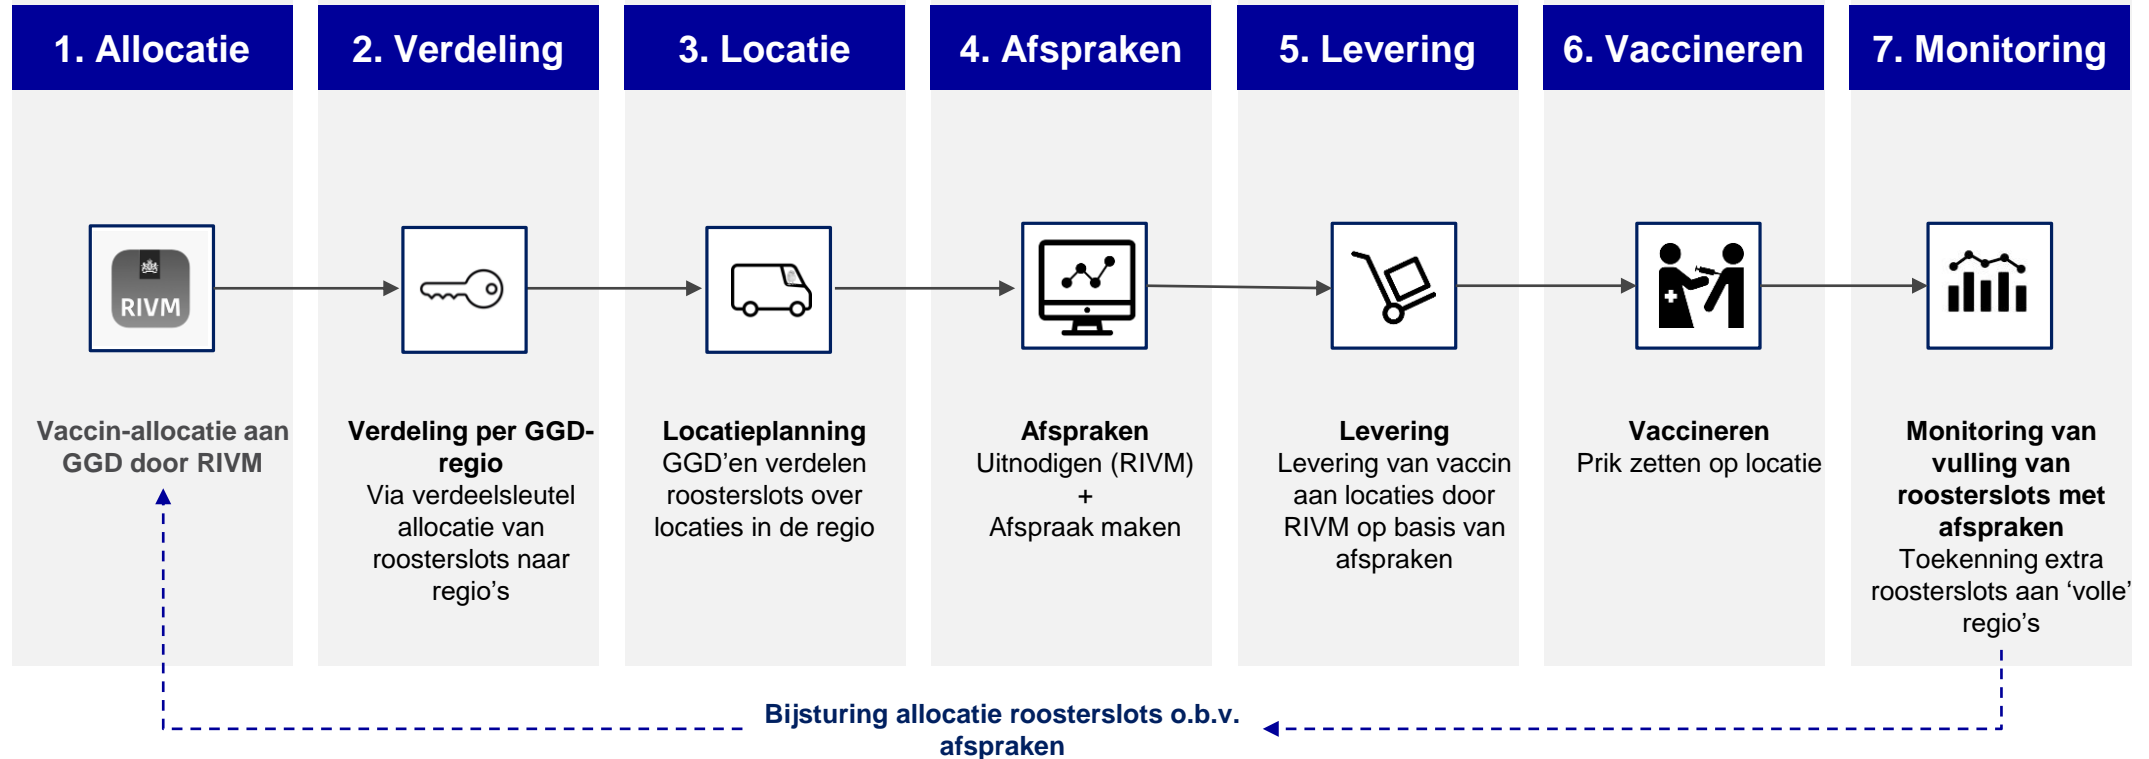 1. Allocatie
2. Verdeling
3. Locatie
4. Afspraken
5. Levering
6. Vaccineren
7. Monitoring
RIVM
Vaccin-allocatie aan
GGD door RIVM
Verdeling per GGD-
regio
Via verdeelsleutel
allocatie van
roosterslots naar
regio’s
Locatieplanning
GGD’en verdelen
roosterslots over
locaties in de regio
Afspraken
Uitnodigen (RIVM)
+
Afspraak maken
Levering
Levering van vaccin
aan locaties door
RIVM op basis van
afspraken
Vaccineren
Prik zetten op locatie
Monitoring van
vulling van
roosterslots met
afspraken
Toekenning extra
roosterslots aan ‘volle’
regio’s
Bijsturing allocatie roosterslots o.b.v.
afspraken